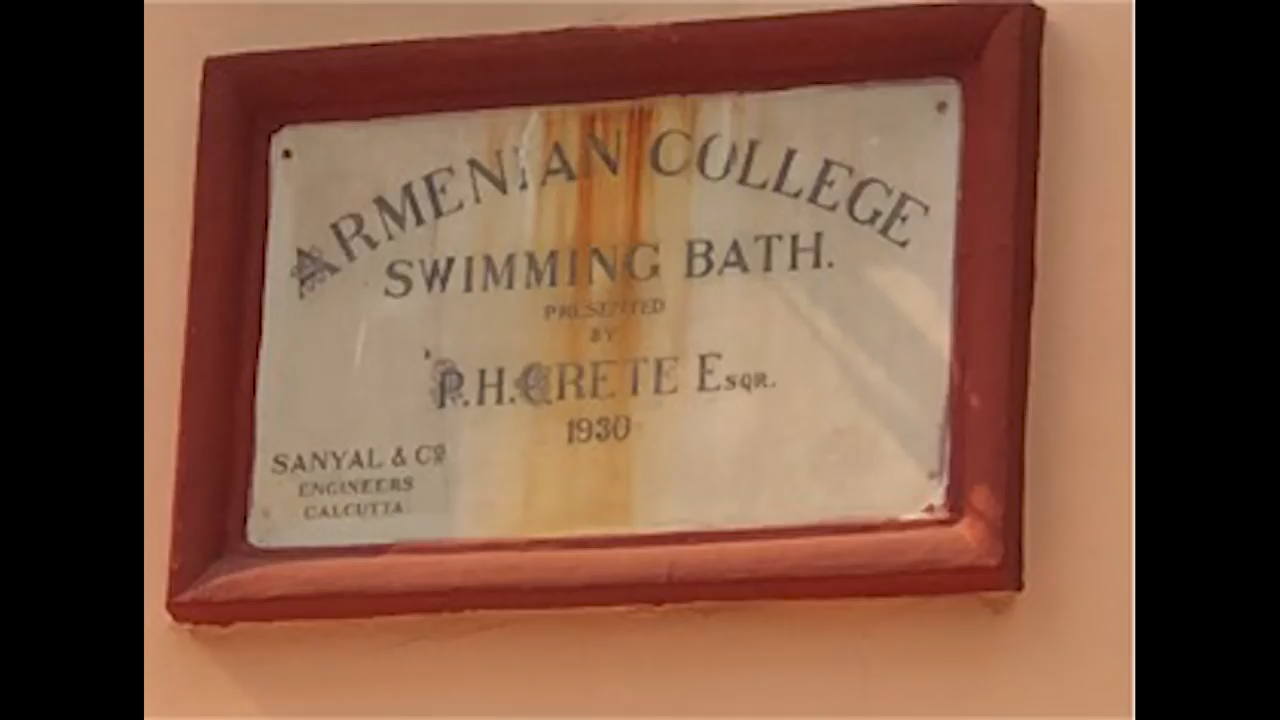 ARMENIAN COLLEGE
SWIMMING BATH.
PRESENTED
BY
P.H.CRETE ESQR.
1930
SANYAL & CO
ENGINEERS
CALCUTTA